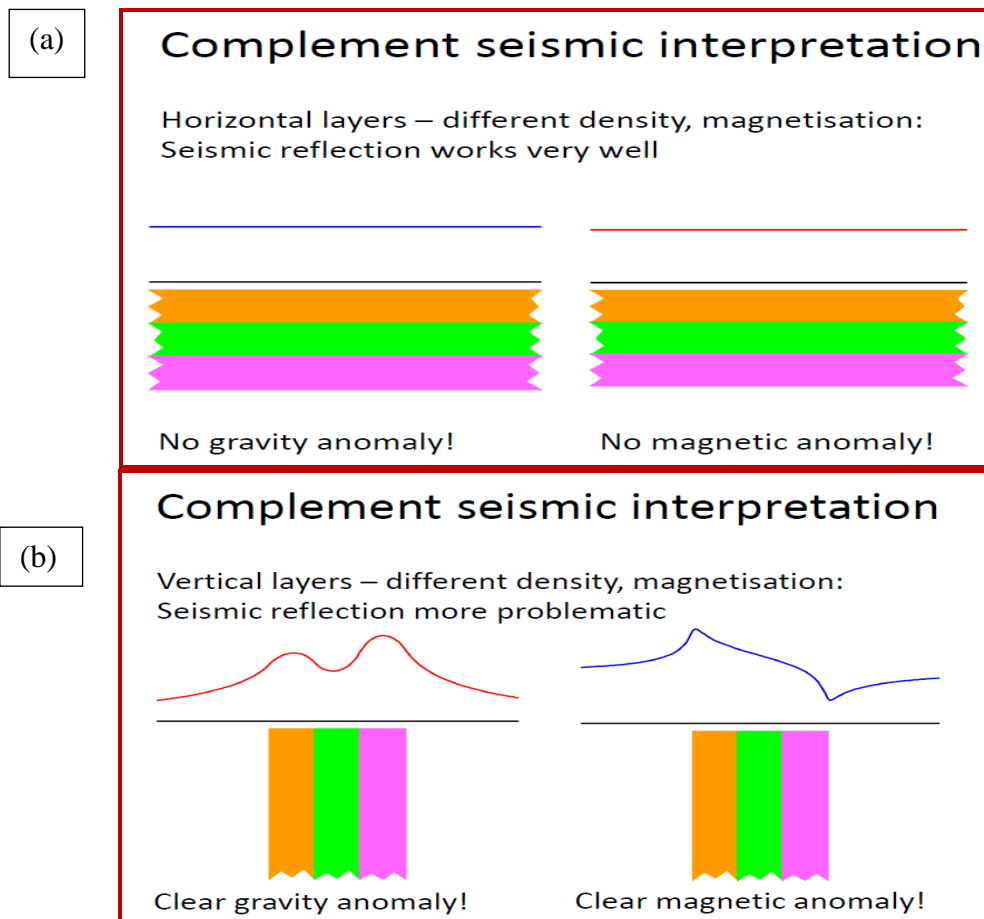 (a)
Complement seismic interpretation
Horizontal layers – different density, magnetisation:
Seismic reflection works very well
No gravity anomaly!
No magnetic anomaly!
(b)
Complement seismic interpretation
Vertical layers – different density, magnetisation:
Seismic reflection more problematic
Clear gravity anomaly!
Clear magnetic anomaly!